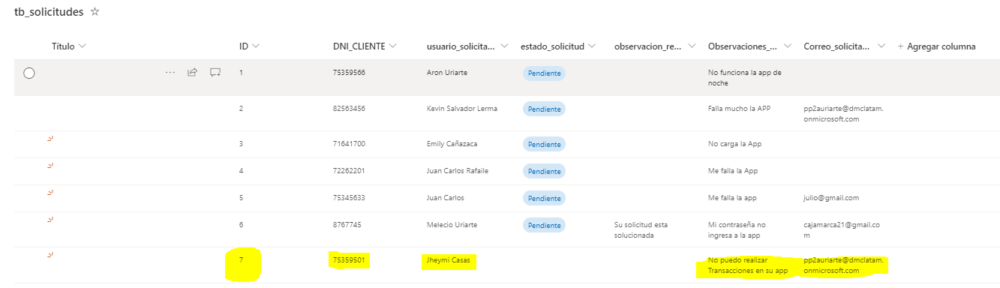 tb_solicitudes
Título ID DNI_CLIENTE usuario_solicita... estado_solicitud observacion_re... Observaciones_... Correo_solicita... + Agregar columna
1 75359566 Aron Uriarte Pendiente No funciona la app de
noche
2 82563456 Kevin Salvador Lerma Pendiente Falla mucho la APP pp2auriarte@dmclatam.
onmicrosoft.com
3 71641700 Emily Cañazaca Pendiente No carga la App
4 72262201 Juan Carlos Rafaile Pendiente Me falla la App
5 75345633 Juan Carlos Pendiente Me falla la app julio@gmail.com
6 8767745 Melecio Uriarte Pendiente Su solicitud esta Mi contraseña no cajamarca21@gmail.co
solucionada ingresa a la app m
7 75359501 Jheymi Casas No puedo realizar pp2auriarte@dmclatam.
Transacciones en su app onmicrosoft.com